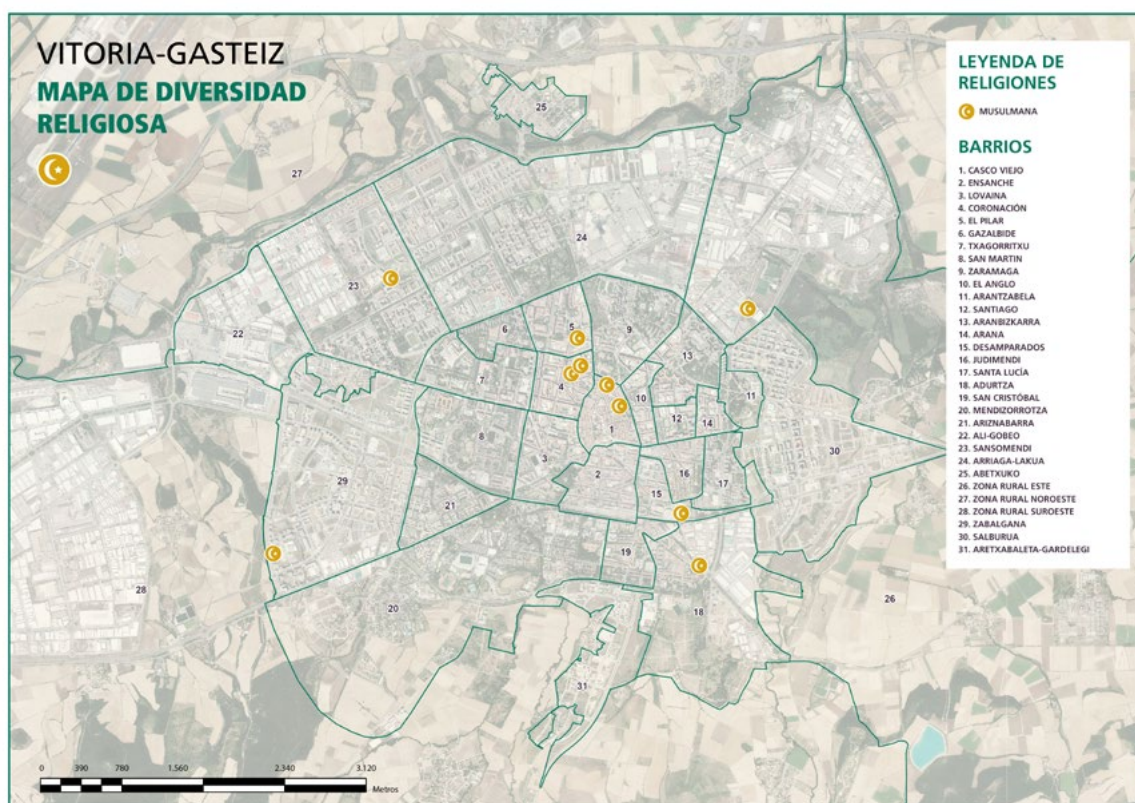 VITORIA-GASTEIZ
MAPA DE DIVERSIDAD
RELIGIOSA
LEYENDA DE
RELIGIONES
MUSULMANA
BARRIOS
1. CASCO VIEJO
2. ENSANCHE
3. LOVAINA
4. CORONACIÓN
5. EL PILAR
6. GAZALBIDE
7. TXAGORRITXU
8. SAN MARTIN
9. ZARAMAGA
10. EL ANGLO
11. ARANTZABELA
12. SANTIAGO
13. ARANBIZKARRA
14. ARANA
15. DESAMPARADOS
16. JUDIMENDI
17. SANTA LUCÍA
18. ADURTZA
19. SAN CRISTÓBAL
20. MENDIZORROTZA
21. ARIZNABARRA
22. ALI-GOBEO
23. SANSOMENDI
24. ARRIAGA-LAKUA
25. ABETXUKO
26. ZONA RURAL ESTE
27. ZONA RURAL NOROESTE
28. ZONA RURAL SUROESTE
29. ZABALGANA
30. SALBURUA
31. ARETXABALETA-GARDELEGI
25
27
24
23
22
5
6
9
13
7
4
10
11
12
14
1
8
3
2
16
17
30
29
21
15
19
28
20
18
26
31
0 390 780 1.560 2.340 3.120
Metros